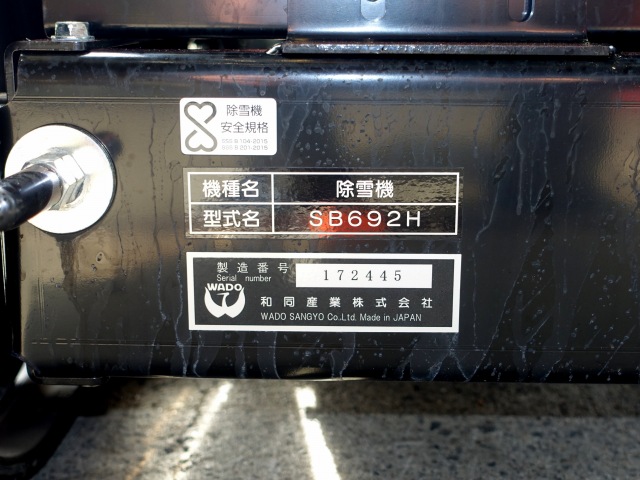 除雪機
安全規格
機種名 除雪機
型式名 SB692H
製造番号
Serial number
172445
WADO
和同産業株式会社
WADO SANGYO Co.Ltd. Made in JAPAN